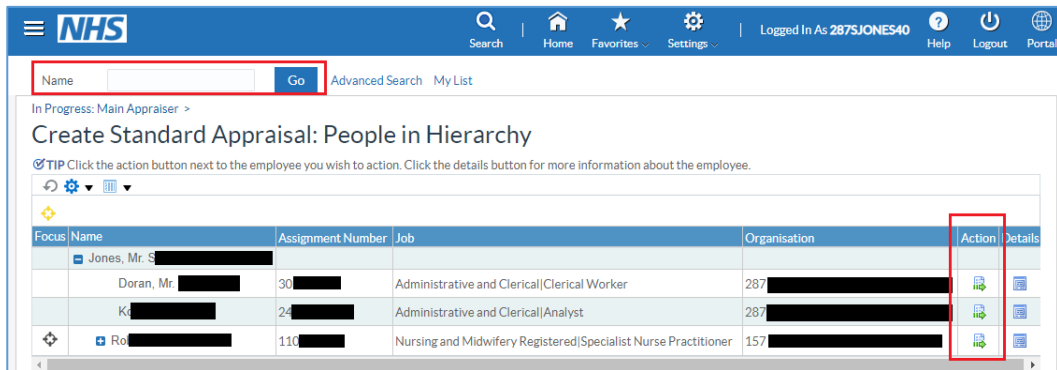 NHS
Search Home Favorites Settings Logged In As 287SJONES40 Help Logout Portal
Name Go Advanced Search My List
In Progress: Main Appraiser >
Create Standard Appraisal: People in Hierarchy
TIP Click the action button next to the employee you wish to action. Click the details button for more information about the employee.
Focus Name Assignment Number Job Organisation Action Details
Jones, Mr. S
Doran, Mr. 30 Administrative and Clerical|Clerical Worker 287
24 Administrative and Clerical|Analyst 287
Rol 110 Nursing and Midwifery Registered|Specialist Nurse Practitioner 157